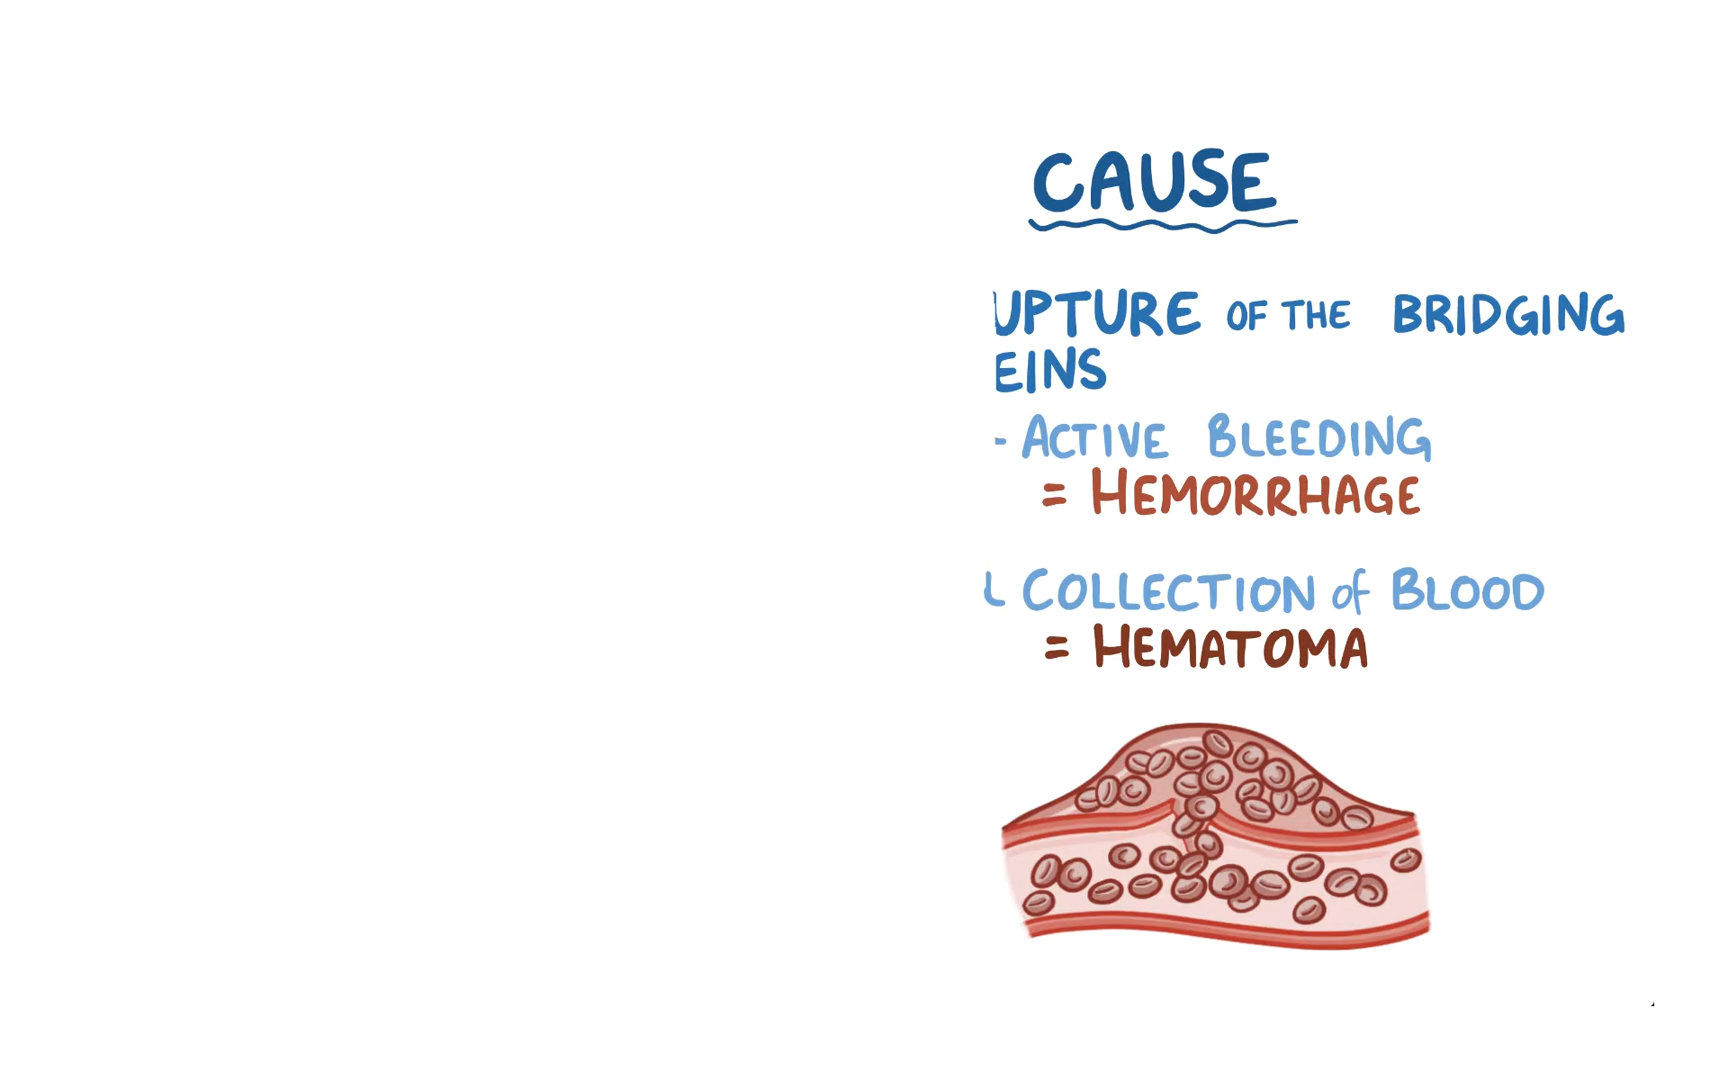 CAUSE
UPTURE OF THE BRIDGING
EINS
- ACTIVE BLEEDING
= HEMORRHAGE
COLLECTION of BLOOD
= HEMATOMA